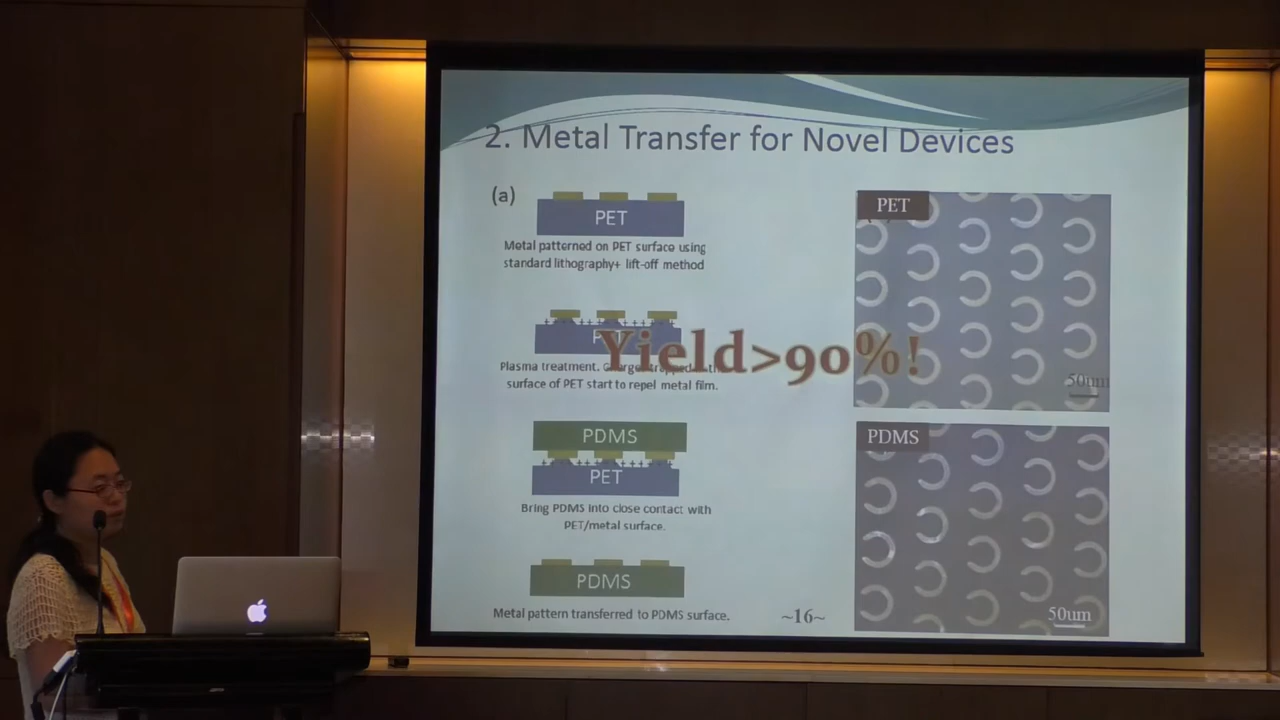 2. Metal Transfer for Novel Devices
(a)
PET
Metal patterned on PET surface using
standard lithography+ lift-off method
Plasma treatment. Charges trapped
surface of PET start to repel metal film.
Yield>90%!
PDMS
PET
Bring PDMS into close contact with
PET/metal surface.
PDMS
Metal pattern transferred to PDMS surface.
~16~
PET
50um
PDMS
50um